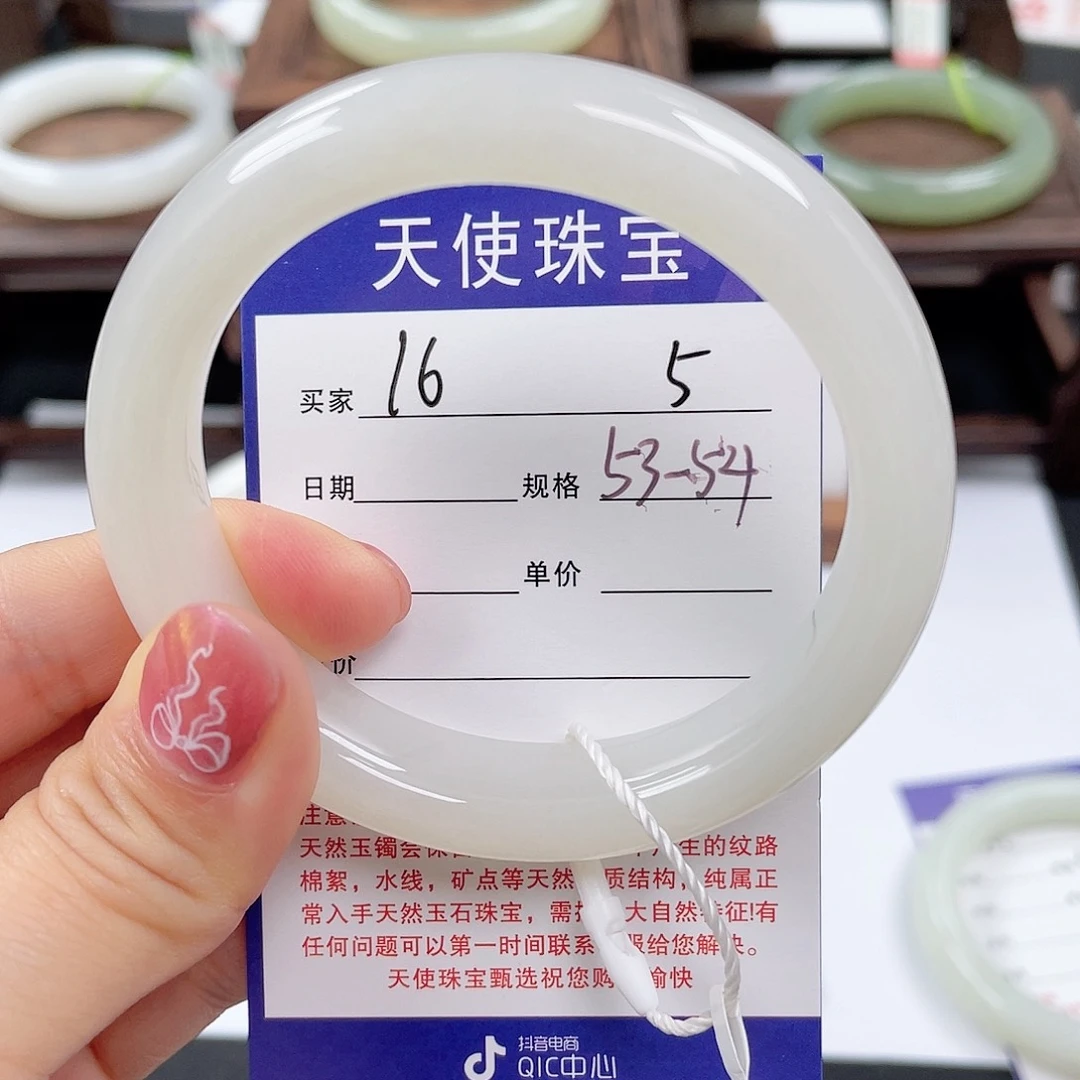 天使珠宝
买家 16 5
日期 规格 53-54
单价
价
注意
天然玉镯会保 生的纹路
棉絮，水线，矿点等天然 质结构，纯属正
常入手天然玉石珠宝，需 大自然特征!有
任何问题可以第一时间联系 服给您解决。
天使珠宝甄选祝您购 愉快
抖音电商
QIC中心